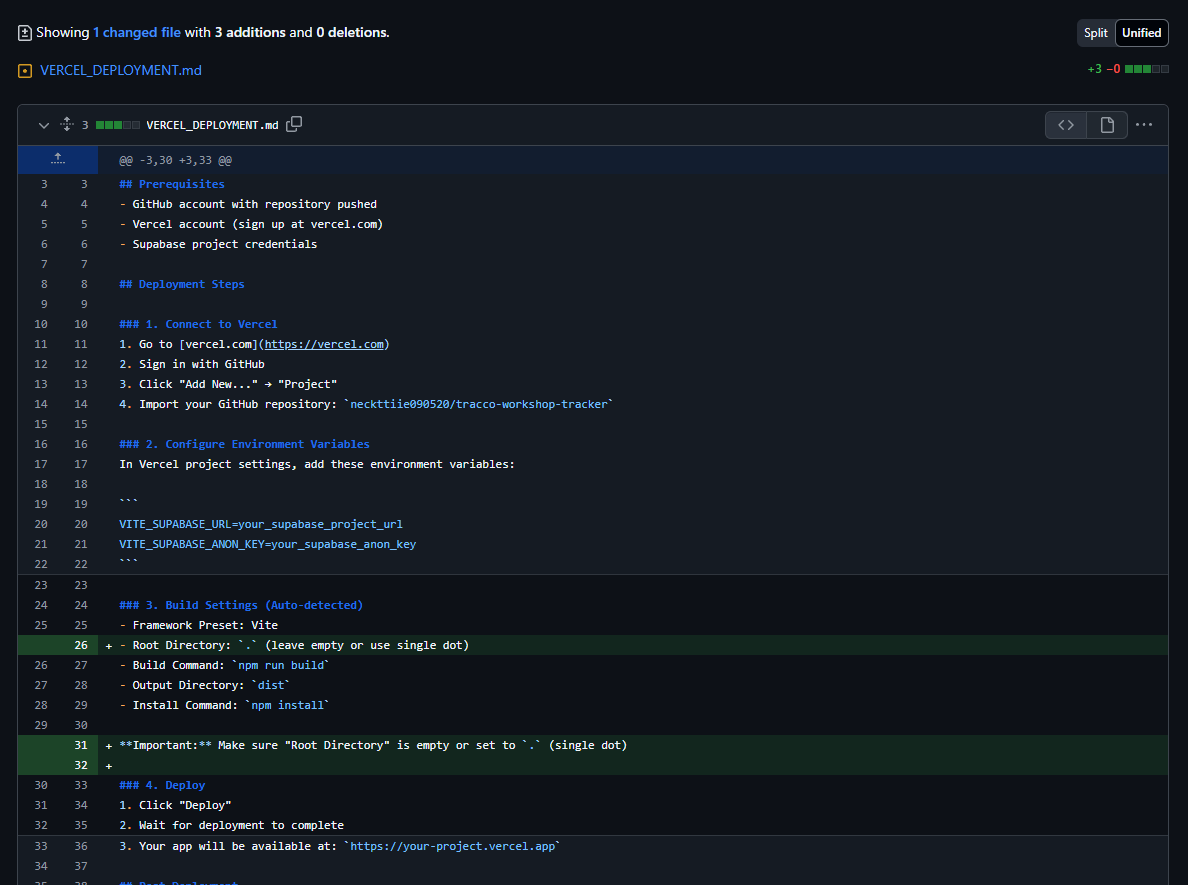 Showing 1 changed file with 3 additions and 0 deletions.
Split Unified
VERCEL_DEPLOYMENT.md +3 −0
3 VERCEL_DEPLOYMENT.md
@@ -3,30 +3,33 @@
3 3 ## Prerequisites
4 4 - GitHub account with repository pushed
5 5 - Vercel account (sign up at vercel.com)
6 6 - Supabase project credentials
7 7
8 8 ## Deployment Steps
9 9
10 10 ### 1. Connect to Vercel
11 11 1. Go to [vercel.com](https://vercel.com)
12 12 2. Sign in with GitHub
13 13 3. Click "Add New..." → "Project"
14 14 4. Import your GitHub repository: `neckttiie090520/tracco-workshop-tracker`
15 15
16 16 ### 2. Configure Environment Variables
17 17 In Vercel project settings, add these environment variables:
18 18
19 19 ```
20 20 VITE_SUPABASE_URL=your_supabase_project_url
21 21 VITE_SUPABASE_ANON_KEY=your_supabase_anon_key
22 22 ```
23 23
24 24 ### 3. Build Settings (Auto-detected)
25 25 - Framework Preset: Vite
26 + - Root Directory: `.` (leave empty or use single dot)
26 27 - Build Command: `npm run build`
27 28 - Output Directory: `dist`
28 29 - Install Command: `npm install`
29 30
31 + **Important:** Make sure "Root Directory" is empty or set to `.` (single dot)
32 +
30 33 ### 4. Deploy
31 34 1. Click "Deploy"
32 35 2. Wait for deployment to complete
33 36 3. Your app will be available at: `https://your-project.vercel.app`
34 37
35 38 ## Post Deployment